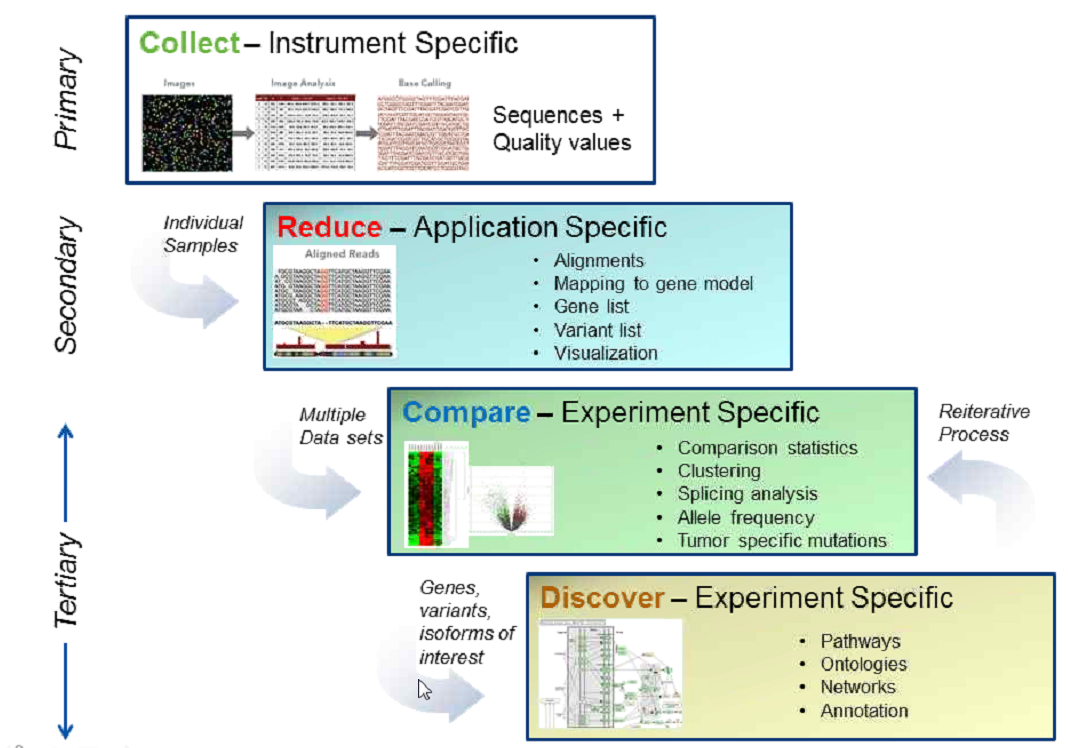 Primary
Collect – Instrument Specific
Images
Image Analysis
Base Calling
Sequences +
Quality values
Secondary
Individual
Samples
Reduce – Application Specific
Aligned Reads
• Alignments
• Mapping to gene model
• Gene list
• Variant list
• Visualization
Tertiary
Multiple
Data sets
Compare – Experiment Specific
• Comparison statistics
• Clustering
• Splicing analysis
• Allele frequency
• Tumor specific mutations
Reiterative
Process
Genes,
variants,
isoforms of
interest
Discover – Experiment Specific
• Pathways
• Ontologies
• Networks
• Annotation